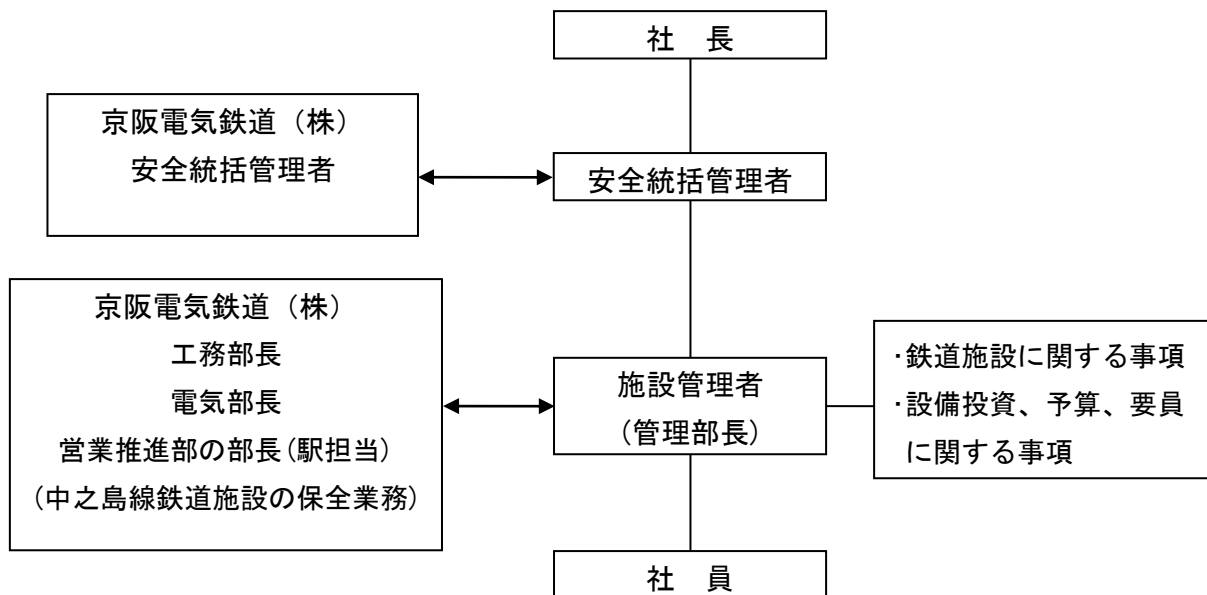 社　長
京阪電気鉄道（株）
安全統括管理者
安全統括管理者
京阪電気鉄道（株）
工務部長
電気部長
営業推進部の部長(駅担当)
(中之島線鉄道施設の保全業務)
施設管理者
(管理部長)
・鉄道施設に関する事項
・設備投資、予算、要員
に関する事項
社　員